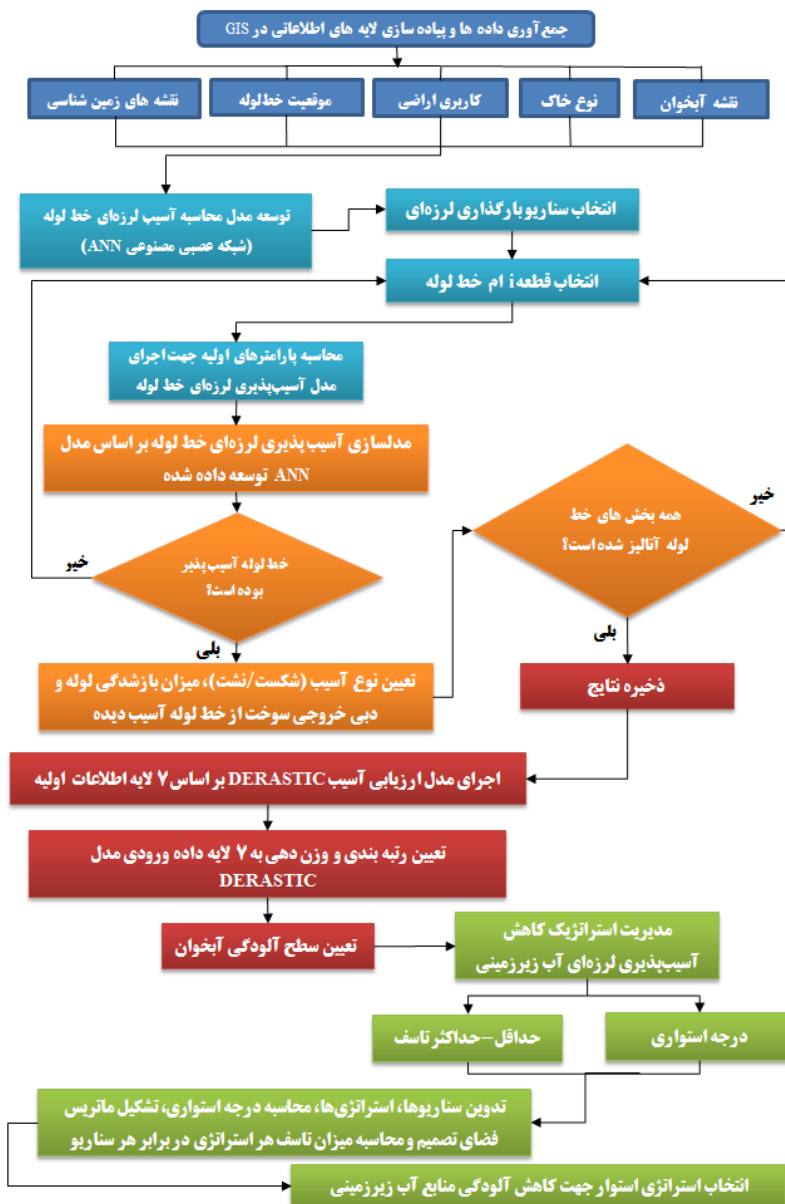 جمع آوری داده ها و پیاده سازی لایه های اطلاعاتی در GIS
نقشه آبخوان
نوع خاک
کاربری اراضی
موقعیت خط‌لوله
نقشه های زمین شناسی
توسعه مدل محاسبه آسیب لرزه‌ای خط لوله
(شبکه عصبی مصنوعی ANN)
انتخاب سناریو بارگذاری لرزه‌ای
انتخاب قطعه i ام خط لوله
محاسبه پارامترهای اولیه جهت اجرای
مدل آسیب‌پذیری لرزه‌ای خط لوله
مدلسازی آسیب پذیری لرزه‌ای خط لوله بر اساس مدل
ANN توسعه داده شده
خط لوله آسیب‌پذیر
بوده است؟
خیر
بلی
تعیین نوع آسیب (شکست/نشت)، میزان بازشدگی لوله و
دبی خروجی سوخت از خط لوله آسیب دیده
همه بخش های خط
لوله آنالیز شده است؟
خیر
بلی
ذخیره نتایج
اجرای مدل ارزیابی آسیب DERASTIC بر اساس ۷ لایه اطلاعات اولیه
تعیین رتبه بندی و وزن دهی به ۷ لایه داده ورودی مدل
DERASTIC
تعیین سطح آلودگی آبخوان
مدیریت استراتژیک کاهش
آسیب‌پذیری لرزه‌ای آب زیرزمینی
درجه استواری
حداقل–حداکثر تاسف
تدوین سناریوها، استراتژی‌ها، محاسبه درجه استواری، تشکیل ماتریس
فضای تصمیم و محاسبه میزان تاسف هر استراتژی در برابر هر سناریو
انتخاب استراتژی استوار جهت کاهش آلودگی منابع آب زیرزمینی